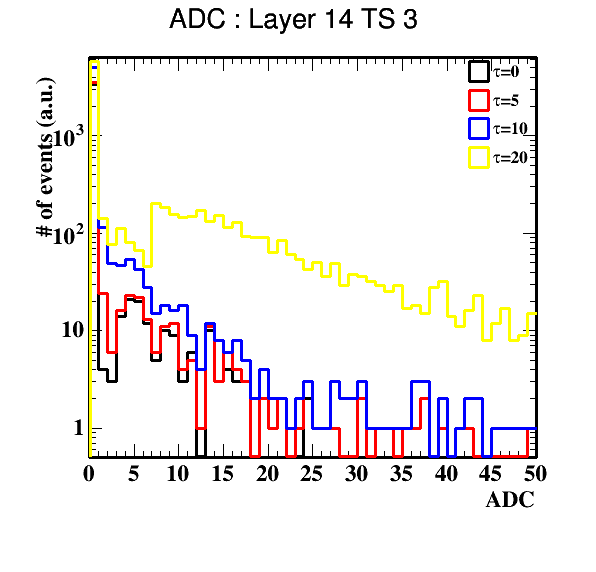 ADC : Layer 14 TS 3
# of events (a.u.)
τ=0
τ=5
τ=10
τ=20
10³
10²
10
1
0 5 10 15 20 25 30 35 40 45 50
ADC